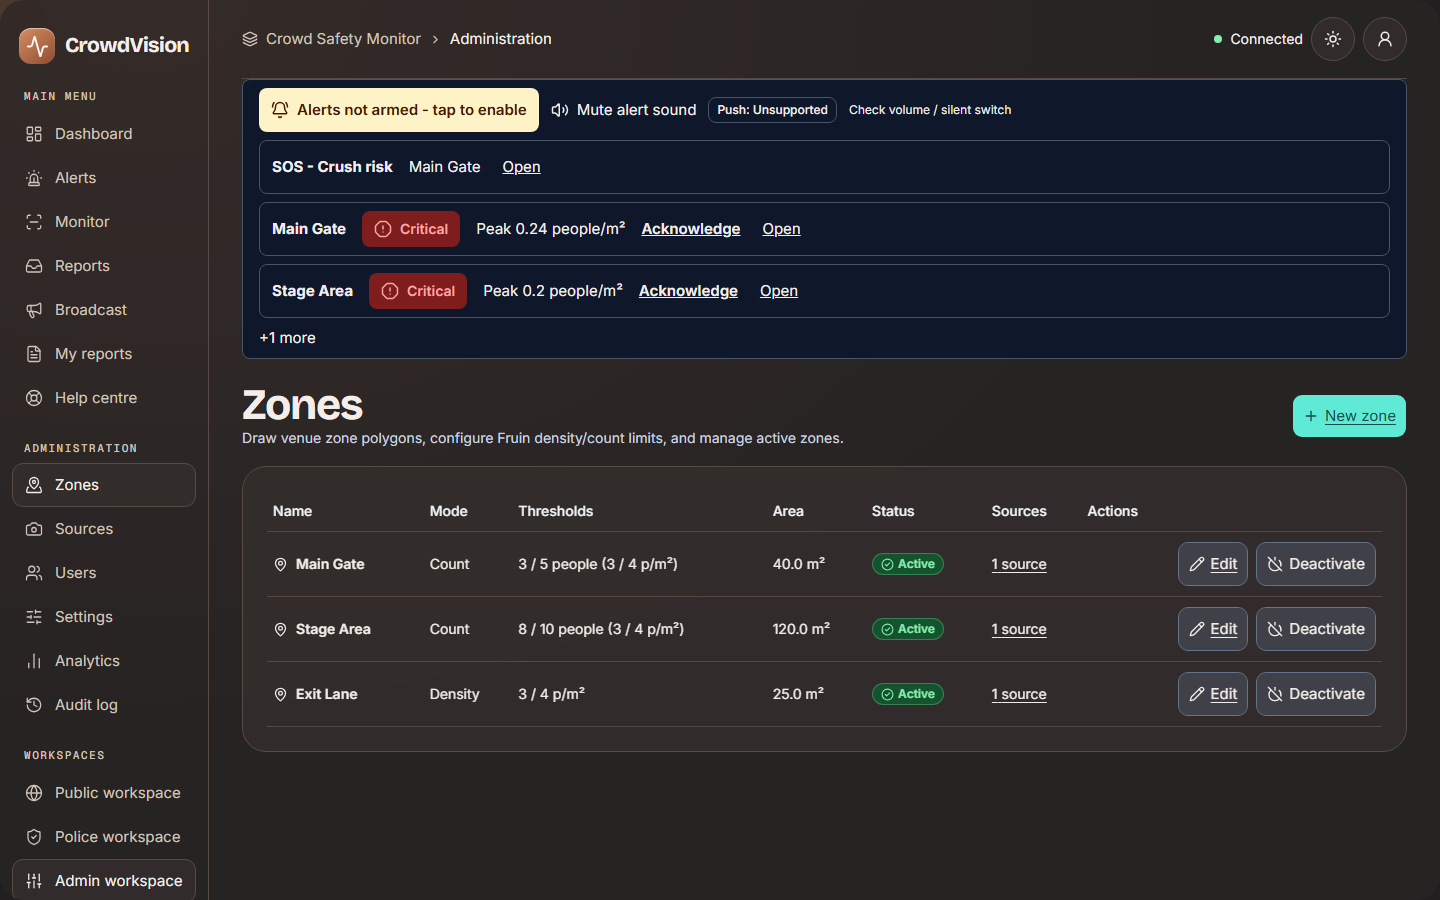 CrowdVision
MAIN MENU
Dashboard
Alerts
Monitor
Reports
Broadcast
My reports
Help centre
ADMINISTRATION
Zones
Sources
Users
Settings
Analytics
Audit log
WORKSPACES
Public workspace
Police workspace
Admin workspace
Crowd Safety Monitor > Administration
Connected
Alerts not armed - tap to enable Mute alert sound Push: Unsupported Check volume / silent switch
SOS - Crush risk Main Gate Open
Main Gate Critical Peak 0.24 people/m² Acknowledge Open
Stage Area Critical Peak 0.2 people/m² Acknowledge Open
+1 more
Zones
Draw venue zone polygons, configure Fruin density/count limits, and manage active zones.
+ New zone
Name Mode Thresholds Area Status Sources Actions
Main Gate Count 3 / 5 people (3 / 4 p/m²) 40.0 m² Active 1 source Edit Deactivate
Stage Area Count 8 / 10 people (3 / 4 p/m²) 120.0 m² Active 1 source Edit Deactivate
Exit Lane Density 3 / 4 p/m² 25.0 m² Active 1 source Edit Deactivate